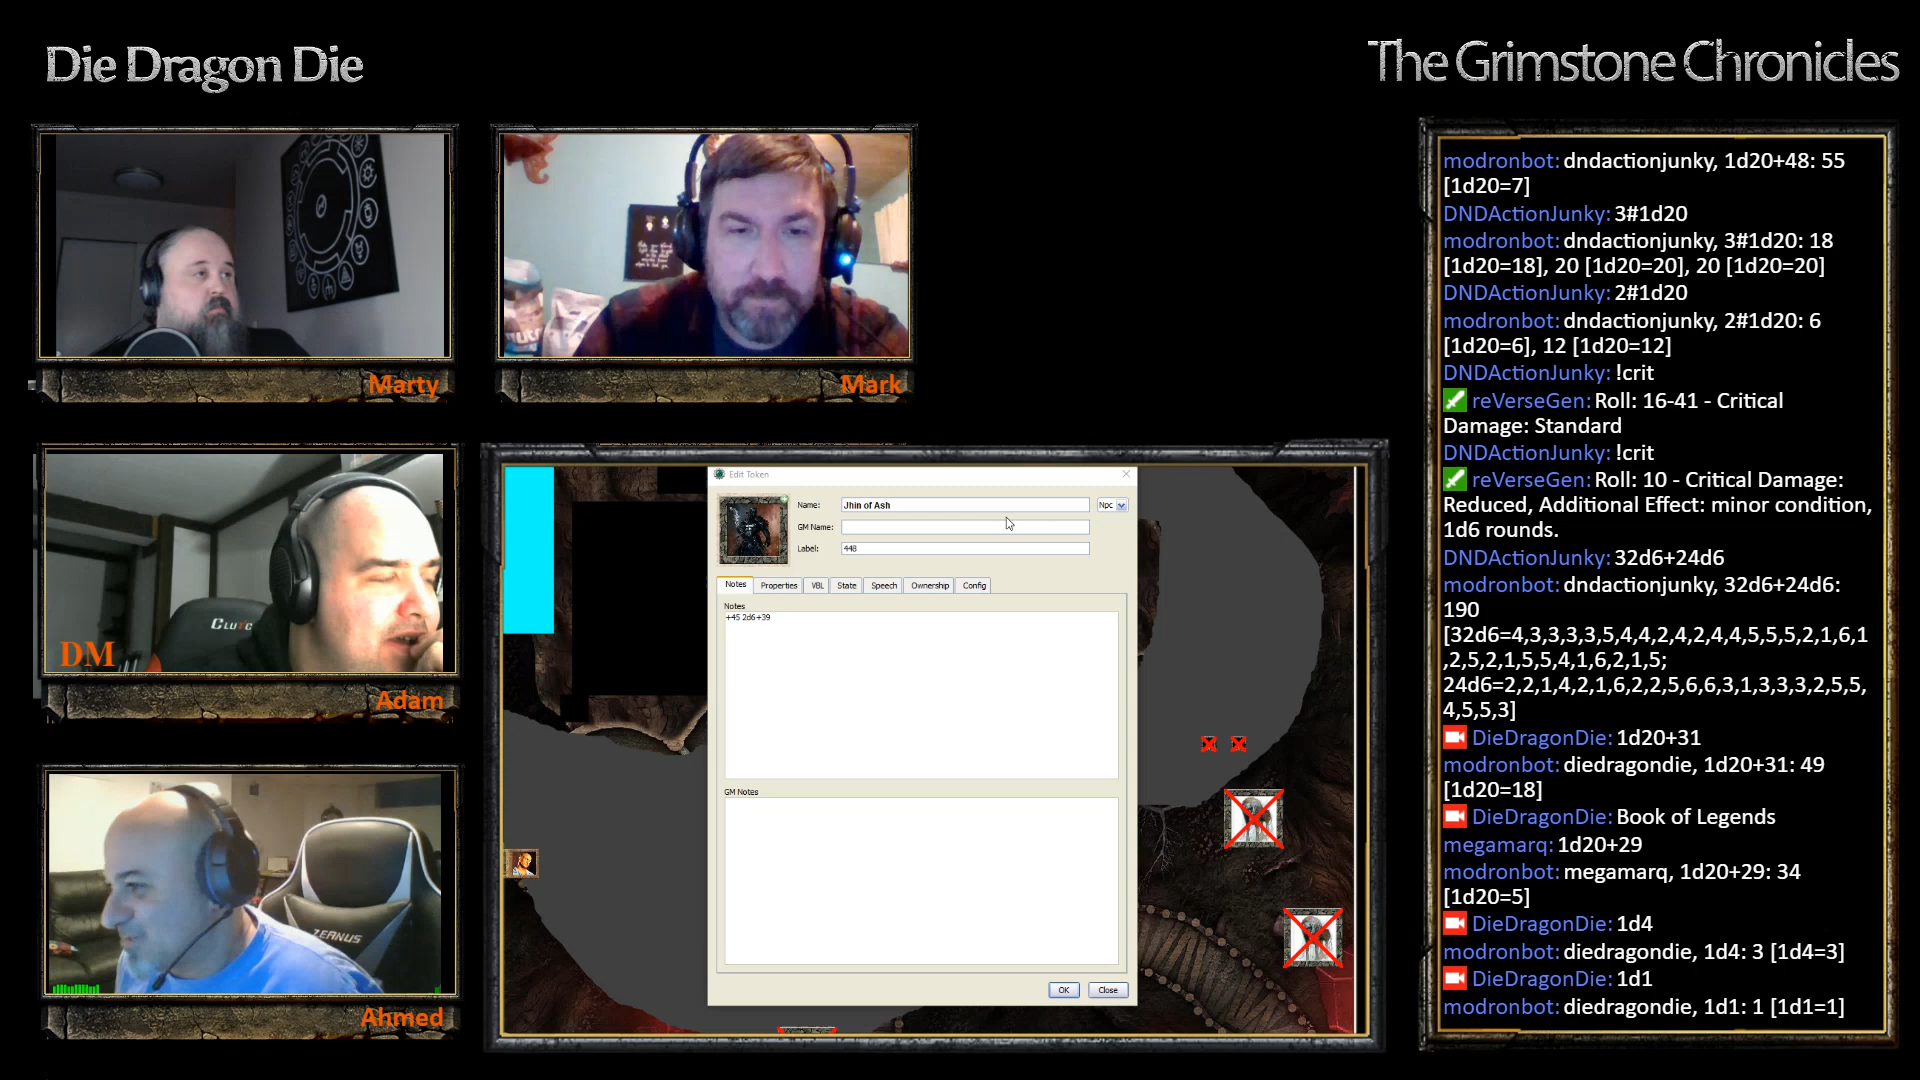 Die Dragon Die
The Grimstone Chronicles
Marty
Mark
DM
CLUTC
Adam
ZEANUS
Ahmed
Edit Token
Name:
Jhin of Ash
Npc
GM Name:
Label:
448
Notes
Properties
VBL
State
Speech
Ownership
Config
Notes
+45 2d6+39
GM Notes
OK
Close
modronbot: dndactionjunky, 1d20+48: 55
[1d20=7]
DNDActionJunky: 3#1d20
modronbot: dndactionjunky, 3#1d20: 18
[1d20=18], 20 [1d20=20], 20 [1d20=20]
DNDActionJunky: 2#1d20
modronbot: dndactionjunky, 2#1d20: 6
[1d20=6], 12 [1d20=12]
DNDActionJunky: !crit
reVerseGen: Roll: 16-41 - Critical
Damage: Standard
DNDActionJunky: !crit
reVerseGen: Roll: 10 - Critical Damage:
Reduced, Additional Effect: minor condition,
1d6 rounds.
DNDActionJunky: 32d6+24d6
modronbot: dndactionjunky, 32d6+24d6:
190
[32d6=4,3,3,3,3,5,4,4,2,4,2,4,4,5,5,5,2,1,6,1
,2,5,2,1,5,5,4,1,6,2,1,5;
24d6=2,2,1,4,2,1,6,2,2,5,6,6,3,1,3,3,3,2,5,5,
4,5,5,3]
DieDragonDie: 1d20+31
modronbot: diedragondie, 1d20+31: 49
[1d20=18]
DieDragonDie: Book of Legends
megamarq: 1d20+29
modronbot: megamarq, 1d20+29: 34
[1d20=5]
DieDragonDie: 1d4
modronbot: diedragondie, 1d4: 3 [1d4=3]
DieDragonDie: 1d1
modronbot: diedragondie, 1d1: 1 [1d1=1]